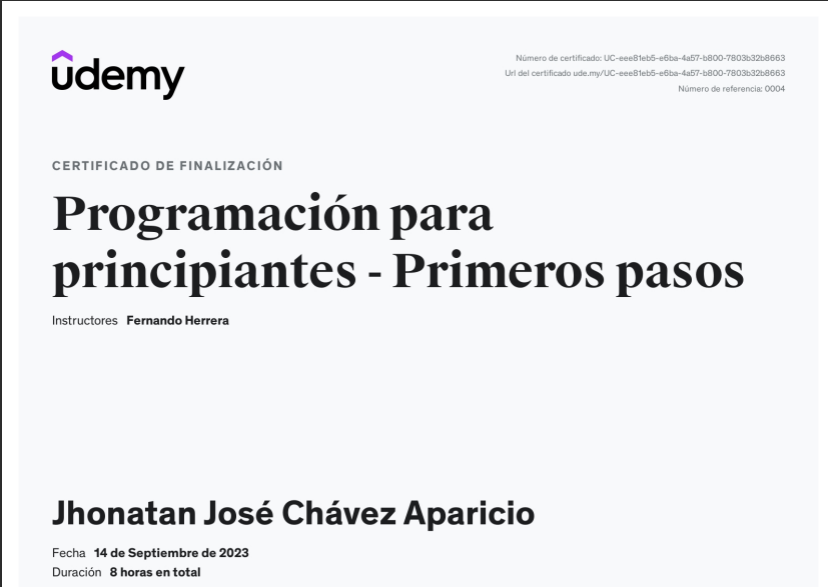 udemy
Número de certificado: UC-eee81eb5-e6ba-4a57-b800-7803b32b8663
Url del certificado ude.my/UC-eee81eb5-e6ba-4a57-b800-7803b32b8663
Número de referencia: 0004
CERTIFICADO DE FINALIZACIÓN
Programación para
principiantes - Primeros pasos
Instructores Fernando Herrera
Jhonatan José Chávez Aparicio
Fecha 14 de Septiembre de 2023
Duración 8 horas en total